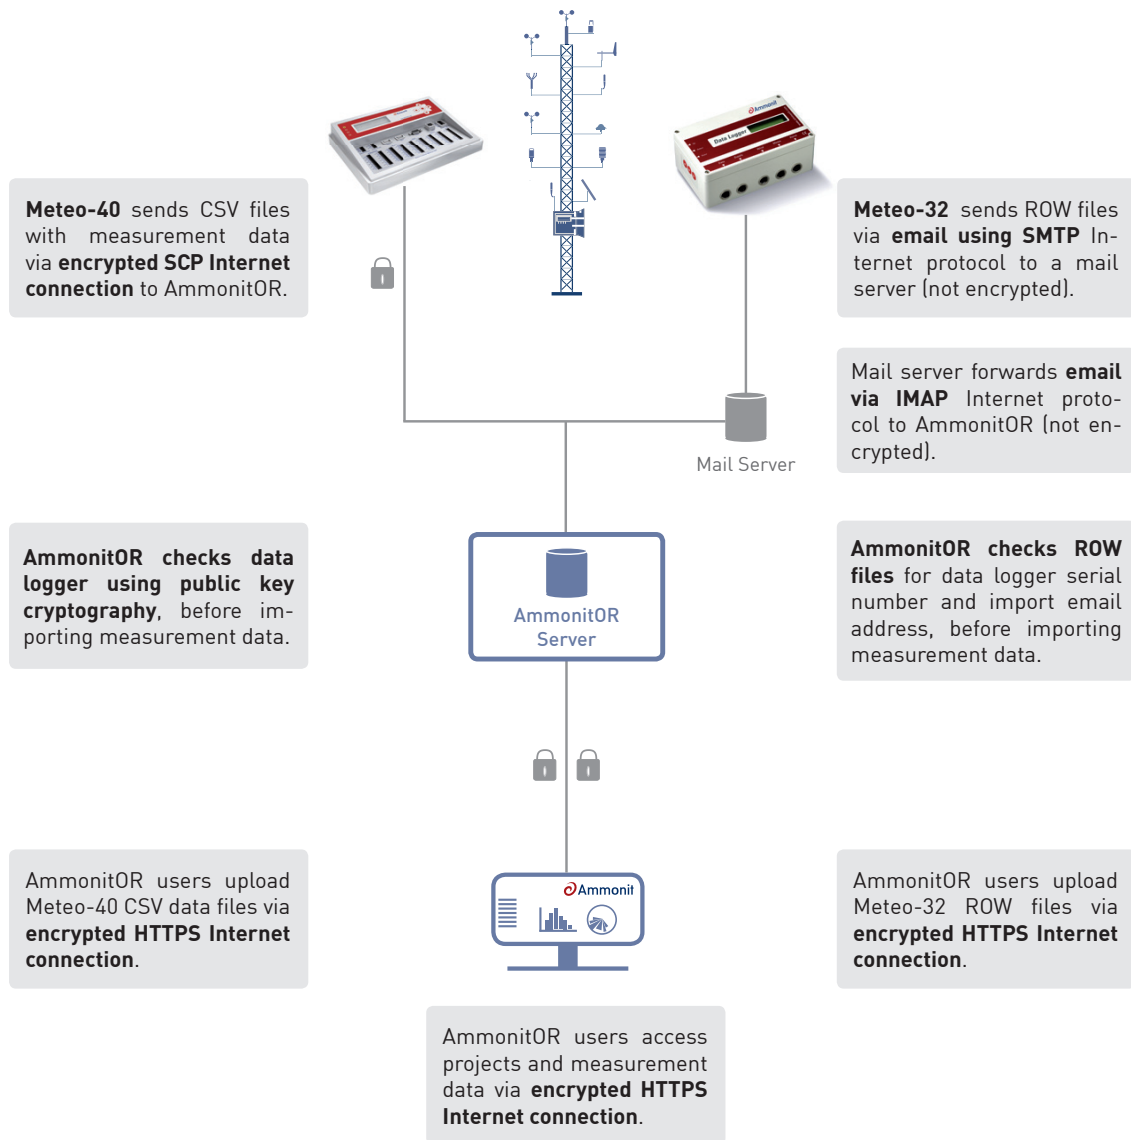 Ammonit
Data Logger
Meteo-40 sends CSV files
with measurement data
via encrypted SCP Internet
connection to AmmonitOR.
Meteo-32 sends ROW files
via email using SMTP In-
ternet protocol to a mail
server (not encrypted).
Mail server forwards email
via IMAP Internet proto-
col to AmmonitOR (not en-
crypted).
Mail Server
AmmonitOR checks data
logger using public key
cryptography, before im-
porting measurement data.
AmmonitOR
Server
AmmonitOR checks ROW
files for data logger serial
number and import email
address, before importing
measurement data.
AmmonitOR users upload
Meteo-40 CSV data files via
encrypted HTTPS Internet
connection.
Ammonit
AmmonitOR users upload
Meteo-32 ROW files via
encrypted HTTPS Internet
connection.
AmmonitOR users access
projects and measurement
data via encrypted HTTPS
Internet connection.